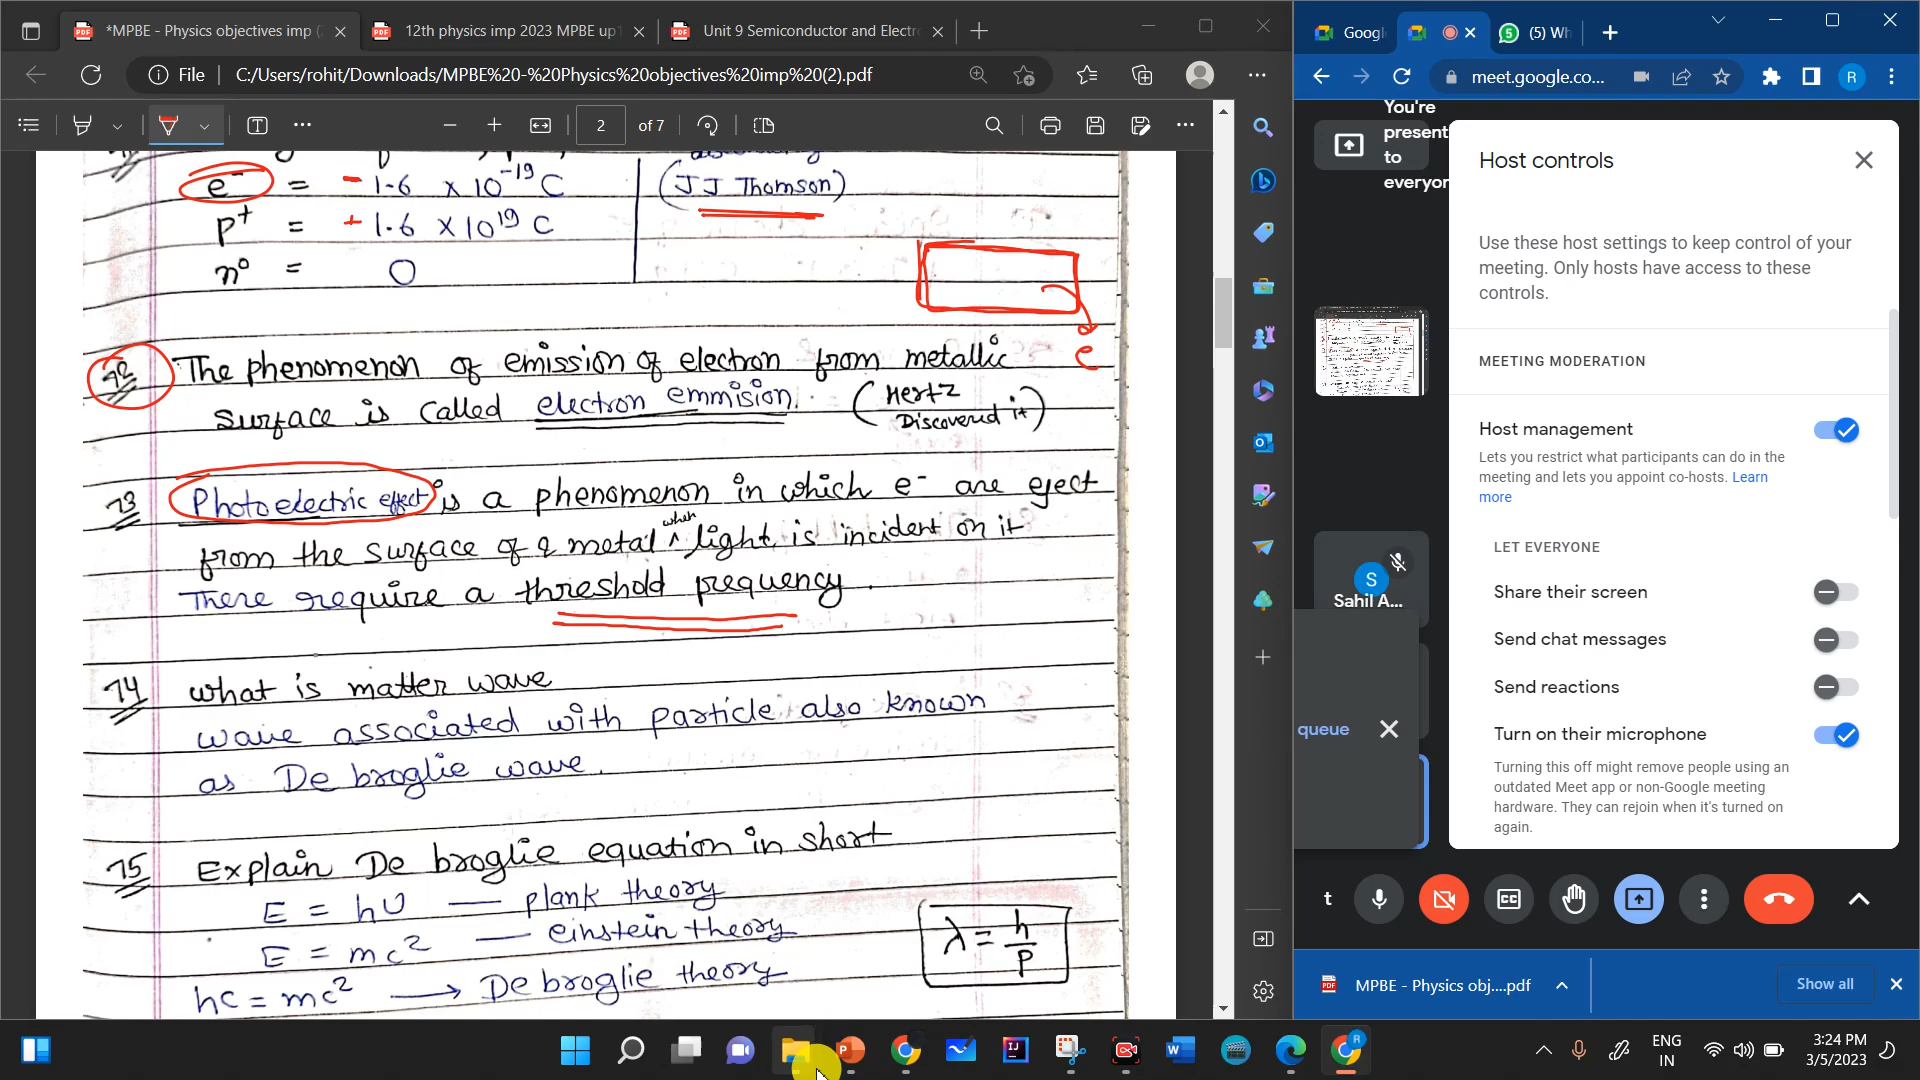 *MPBE - Physics objectives imp (
12th physics imp 2023 MPBE up
Unit 9 Semiconductor and Electr
File
C:/Users/rohit/Downloads/MPBE%20-%20Physics%20objectives%20imp%20(2).pdf
2 of 7
e⁻ = - 1.6 x 10⁻¹⁹ C
(JJ Thomson)
p⁺ = + 1.6 x 10¹⁹ C
n⁰ = 0
e
72 The phenomenon of emission of electron from metallic
surface is called electron emmision. (Hertz
Discovered it)
73 Photoelectric effect is a phenomenon in which e⁻ are eject
from the surface of a metal when light is incident on it
There require a threshold frequency.
74 what is matter wave
wave associated with particle also known
as De broglie wave.
75 Explain De broglie equation in short
E = hυ — plank theory
E = mc² — einstein theory
hc = mc² → De broglie theory
λ = h/p
Googl
(5) Wh
meet.google.co...
R
You're
present
to
everyon
Host controls
Use these host settings to keep control of your
meeting. Only hosts have access to these
controls.
MEETING MODERATION
Host management
Lets you restrict what participants can do in the
meeting and lets you appoint co-hosts. Learn
more
LET EVERYONE
Share their screen
Send chat messages
Send reactions
Turn on their microphone
Turning this off might remove people using an
outdated Meet app or non-Google meeting
hardware. They can rejoin when it's turned on
again.
S
Sahil A...
queue
t
MPBE - Physics obj....pdf
Show all
ENG
IN
3:24 PM
3/5/2023